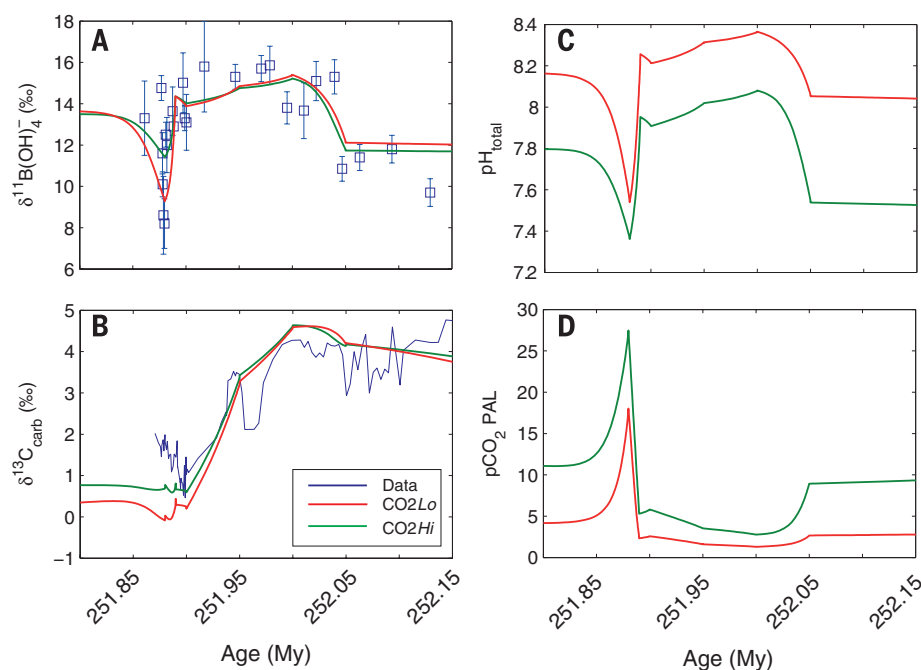 A
δ¹¹B(OH)₄⁻ (‰)
18
16
14
12
10
8
6
B
δ¹³C_carb (‰)
5
4
3
2
1
0
−1
Data
CO2Lo
CO2Hi
251.85
251.95
252.05
252.15
Age (My)
C
pH_total
8.4
8.2
8.0
7.8
7.6
7.4
7.2
D
pCO₂ PAL
30
25
20
15
10
5
0
251.85
251.95
252.05
252.15
Age (My)